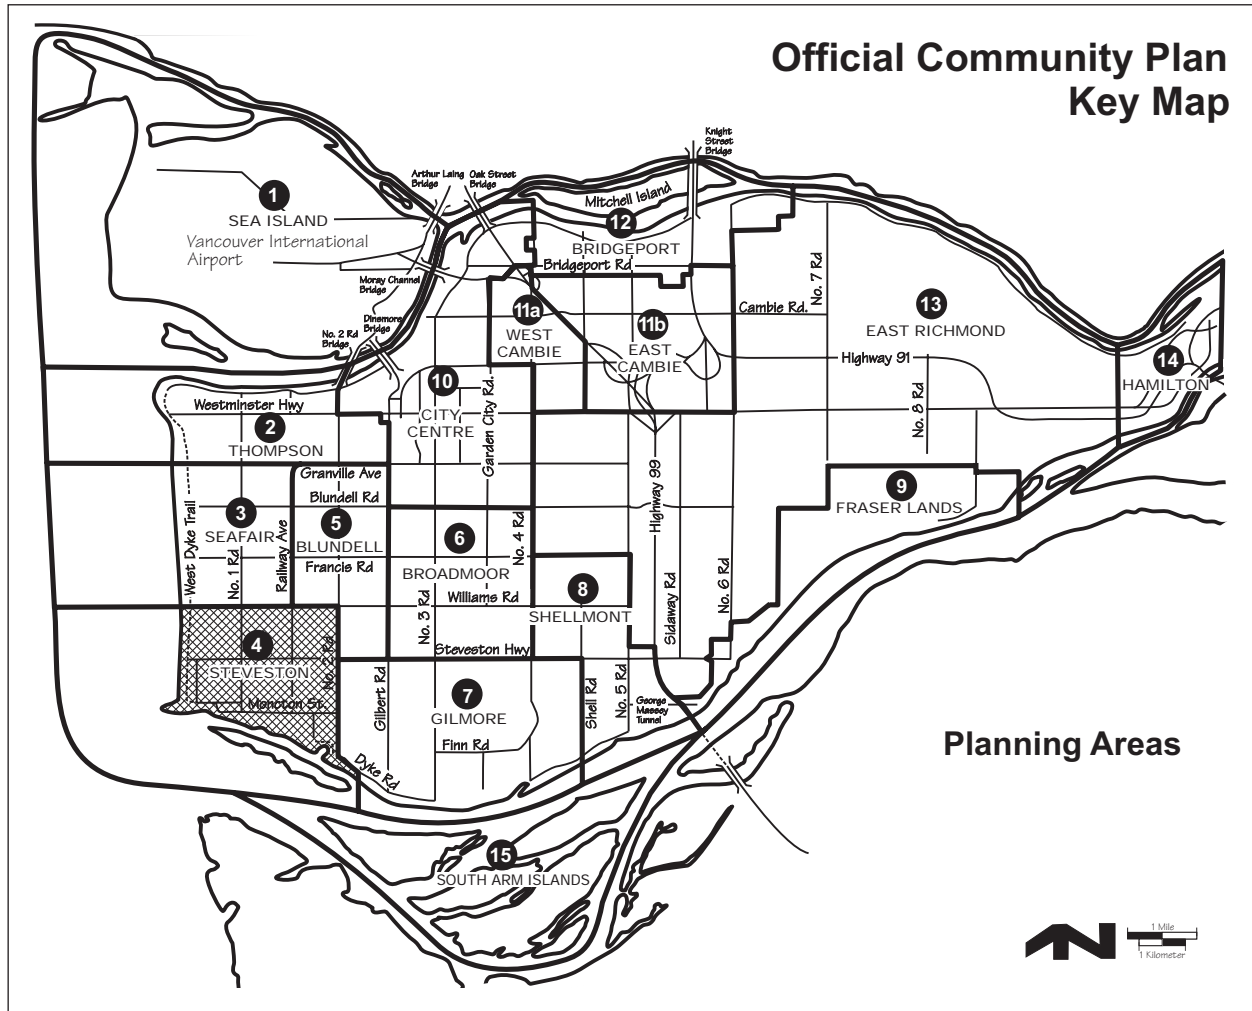 Official Community Plan
Key Map
Knight
Street
Bridge
Arthur Laing
Bridge
Oak Street
Bridge
Mitchell Island
1
SEA ISLAND
Vancouver International
Airport
12
BRIDGEPORT
Bridgeport Rd
Moray Channel
Bridge
Dinsmore
Bridge
No. 2 Rd
Bridge
11a
WEST
CAMBIE
11b
EAST
CAMBIE
Cambie Rd.
No. 7 Rd
13
EAST RICHMOND
Highway 91
No. 8 Rd
14
HAMILTON
10
CITY
CENTRE
Garden City Rd.
Westminster Hwy
2
THOMPSON
Granville Ave
Blundell Rd
West Dyke Trail
3
SEAFAIR
No. 1 Rd
Railway Ave
5
BLUNDELL
Francis Rd
6
BROADMOOR
No. 4 Rd
Williams Rd
No. 3 Rd
Highway 99
9
FRASER LANDS
8
SHELLMONT
Sidaway Rd
No. 6 Rd
4
STEVESTON
No. 2 Rd
Moncton St.
Steveston Hwy
Gilbert Rd
7
GILMORE
Finn Rd
Dyke Rd
Shell Rd
No. 5 Rd
George
Massey
Tunnel
Planning Areas
15
SOUTH ARM ISLANDS
N
1 Mile
1 Kilometer